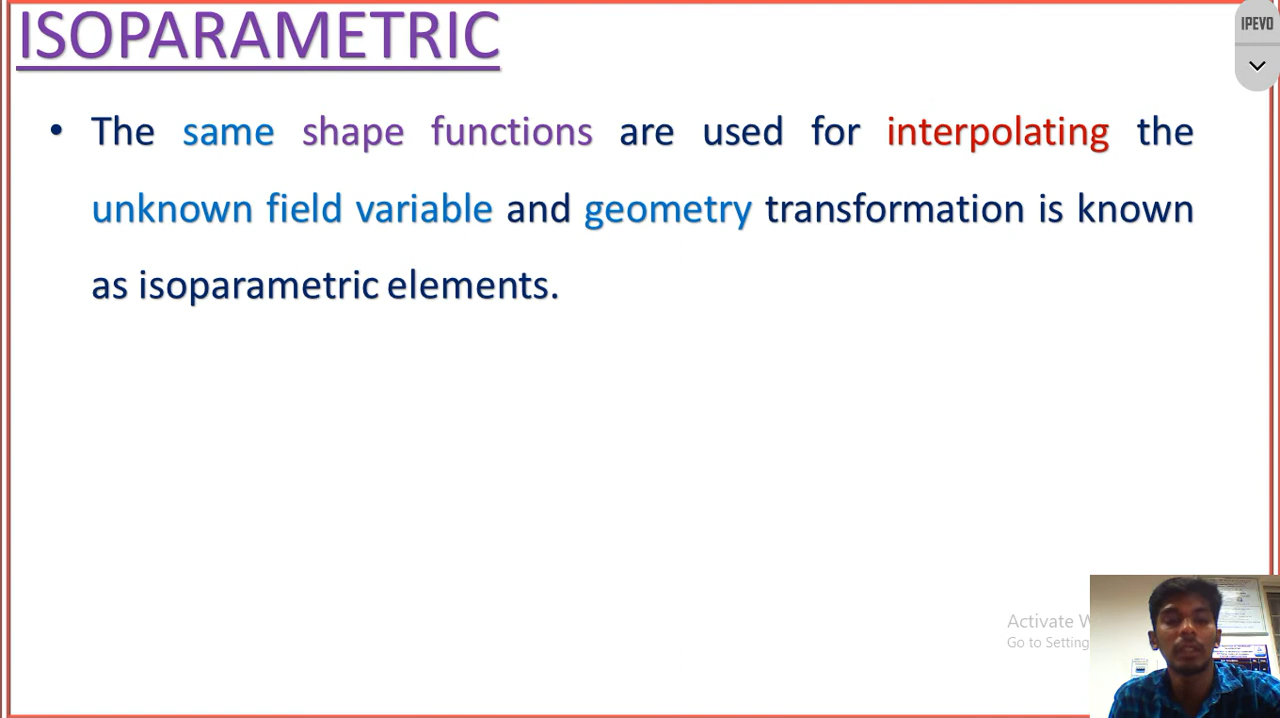 ISOPARAMETRIC
IPEVO
• The same shape functions are used for interpolating the
unknown field variable and geometry transformation is known
as isoparametric elements.
Activate W
Go to Setting